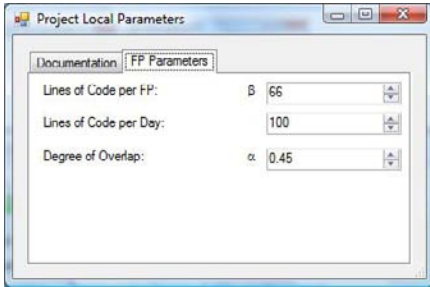 Project Local Parameters
Documentation FP Parameters
Lines of Code per FP: β 66
Lines of Code per Day: 100
Degree of Overlap: α 0.45